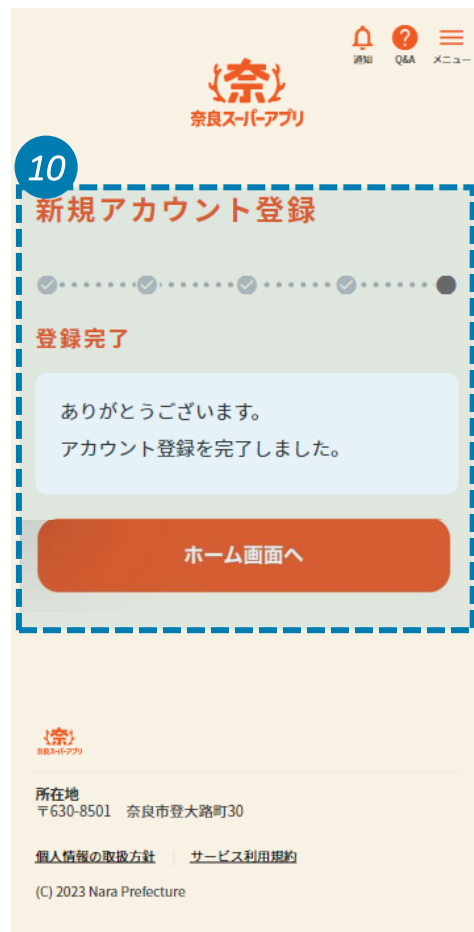 通知 Q&A メニュー
奈
奈良スーパーアプリ
10
新規アカウント登録
登録完了
ありがとうございます。
アカウント登録を完了しました。
ホーム画面へ
奈
奈良スーパーアプリ
所在地
〒630-8501 奈良市登大路町30
個人情報の取扱方針 サービス利用規約
(C) 2023 Nara Prefecture